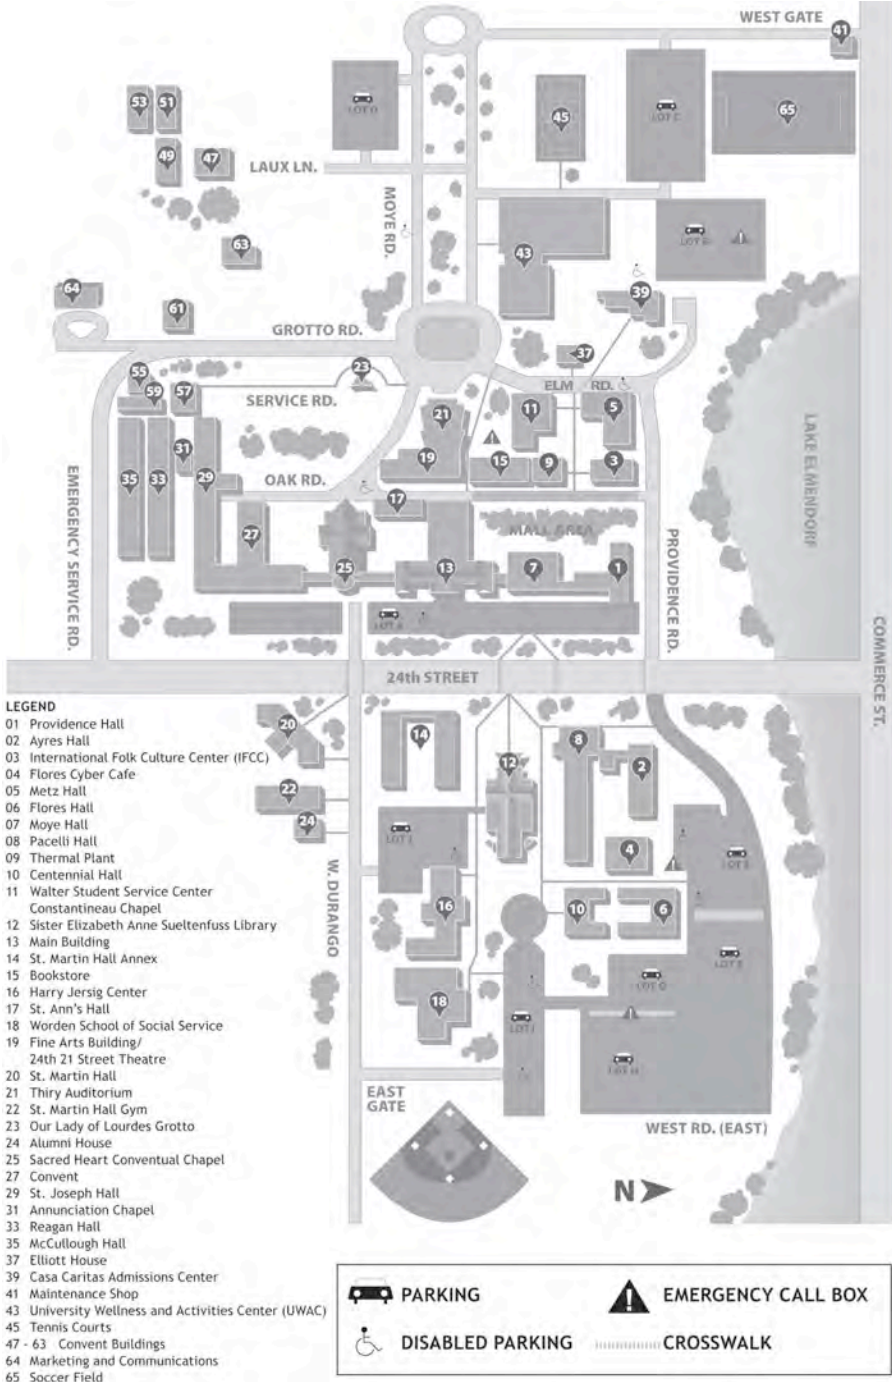 WEST GATE
41
53
51
LOT D
LOT C
65
45
49
47
LAUX LN.
MOYE RD.
63
43
39
64
61
GROTTO RD.
37
23
55
59
57
SERVICE RD.
ELM RD.
21
11
5
31
35
33
29
OAK RD.
19
15
9
3
17
LAKE ELMENDORF
EMERGENCY SERVICE RD.
27
MALL AREA
25
13
7
1
PROVIDENCE RD.
LOT A
COMMERCE ST.
24th STREET
20
14
12
8
2
22
24
4
W. DURANGO
16
10
6
18
EAST
GATE
WEST RD. (EAST)
N
LEGEND
01 Providence Hall
02 Ayres Hall
03 International Folk Culture Center (IFCC)
04 Flores Cyber Cafe
05 Metz Hall
06 Flores Hall
07 Moye Hall
08 Pacelli Hall
09 Thermal Plant
10 Centennial Hall
11 Walter Student Service Center
Constantineau Chapel
12 Sister Elizabeth Anne Sueltenfuss Library
13 Main Building
14 St. Martin Hall Annex
15 Bookstore
16 Harry Jersig Center
17 St. Ann's Hall
18 Worden School of Social Service
19 Fine Arts Building/
24th 21 Street Theatre
20 St. Martin Hall
21 Thiry Auditorium
22 St. Martin Hall Gym
23 Our Lady of Lourdes Grotto
24 Alumni House
25 Sacred Heart Conventual Chapel
27 Convent
29 St. Joseph Hall
31 Annunciation Chapel
33 Reagan Hall
35 McCullough Hall
37 Elliott House
39 Casa Caritas Admissions Center
41 Maintenance Shop
43 University Wellness and Activities Center (UWAC)
45 Tennis Courts
47 - 63 Convent Buildings
64 Marketing and Communications
65 Soccer Field
PARKING
EMERGENCY CALL BOX
DISABLED PARKING
CROSSWALK